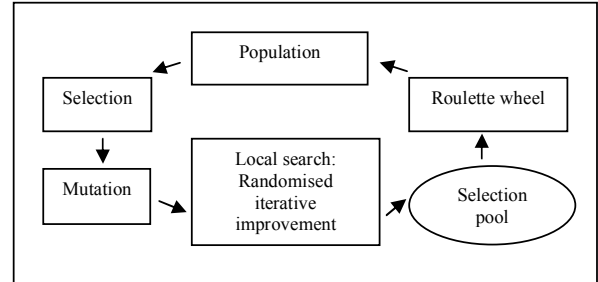 Population
Selection
Roulette wheel
Mutation
Local search:
Randomised
iterative
improvement
Selection
pool